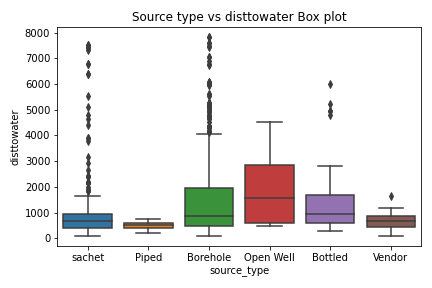 Source type vs disttowater Box plot
8000
7000
6000
5000
4000
3000
2000
1000
0
disttowater
sachet Piped Borehole Open Well Bottled Vendor
source_type